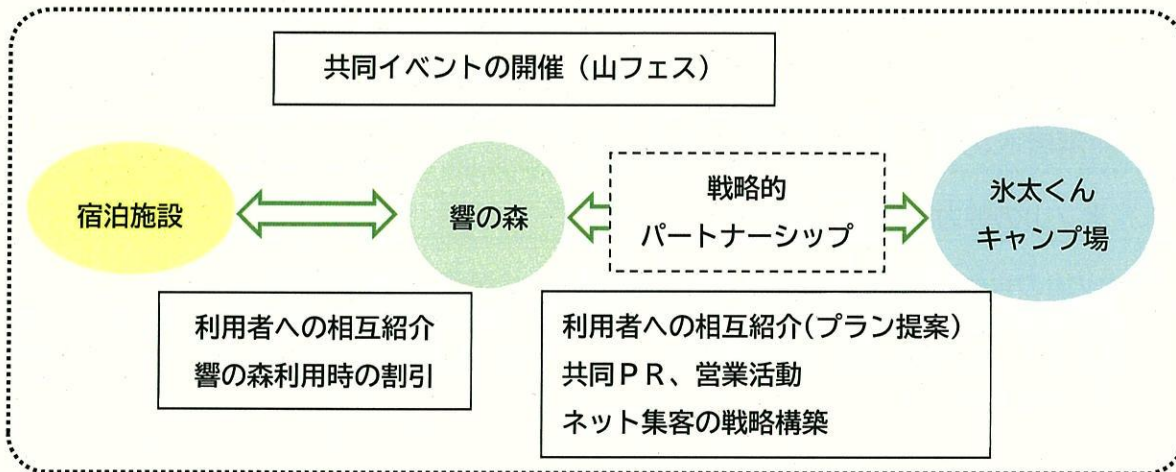 共同イベントの開催（山フェス）
宿泊施設
響の森
戦略的
パートナーシップ
氷太くん
キャンプ場
利用者への相互紹介
響の森利用時の割引
利用者への相互紹介(プラン提案)
共同ＰＲ、営業活動
ネット集客の戦略構築